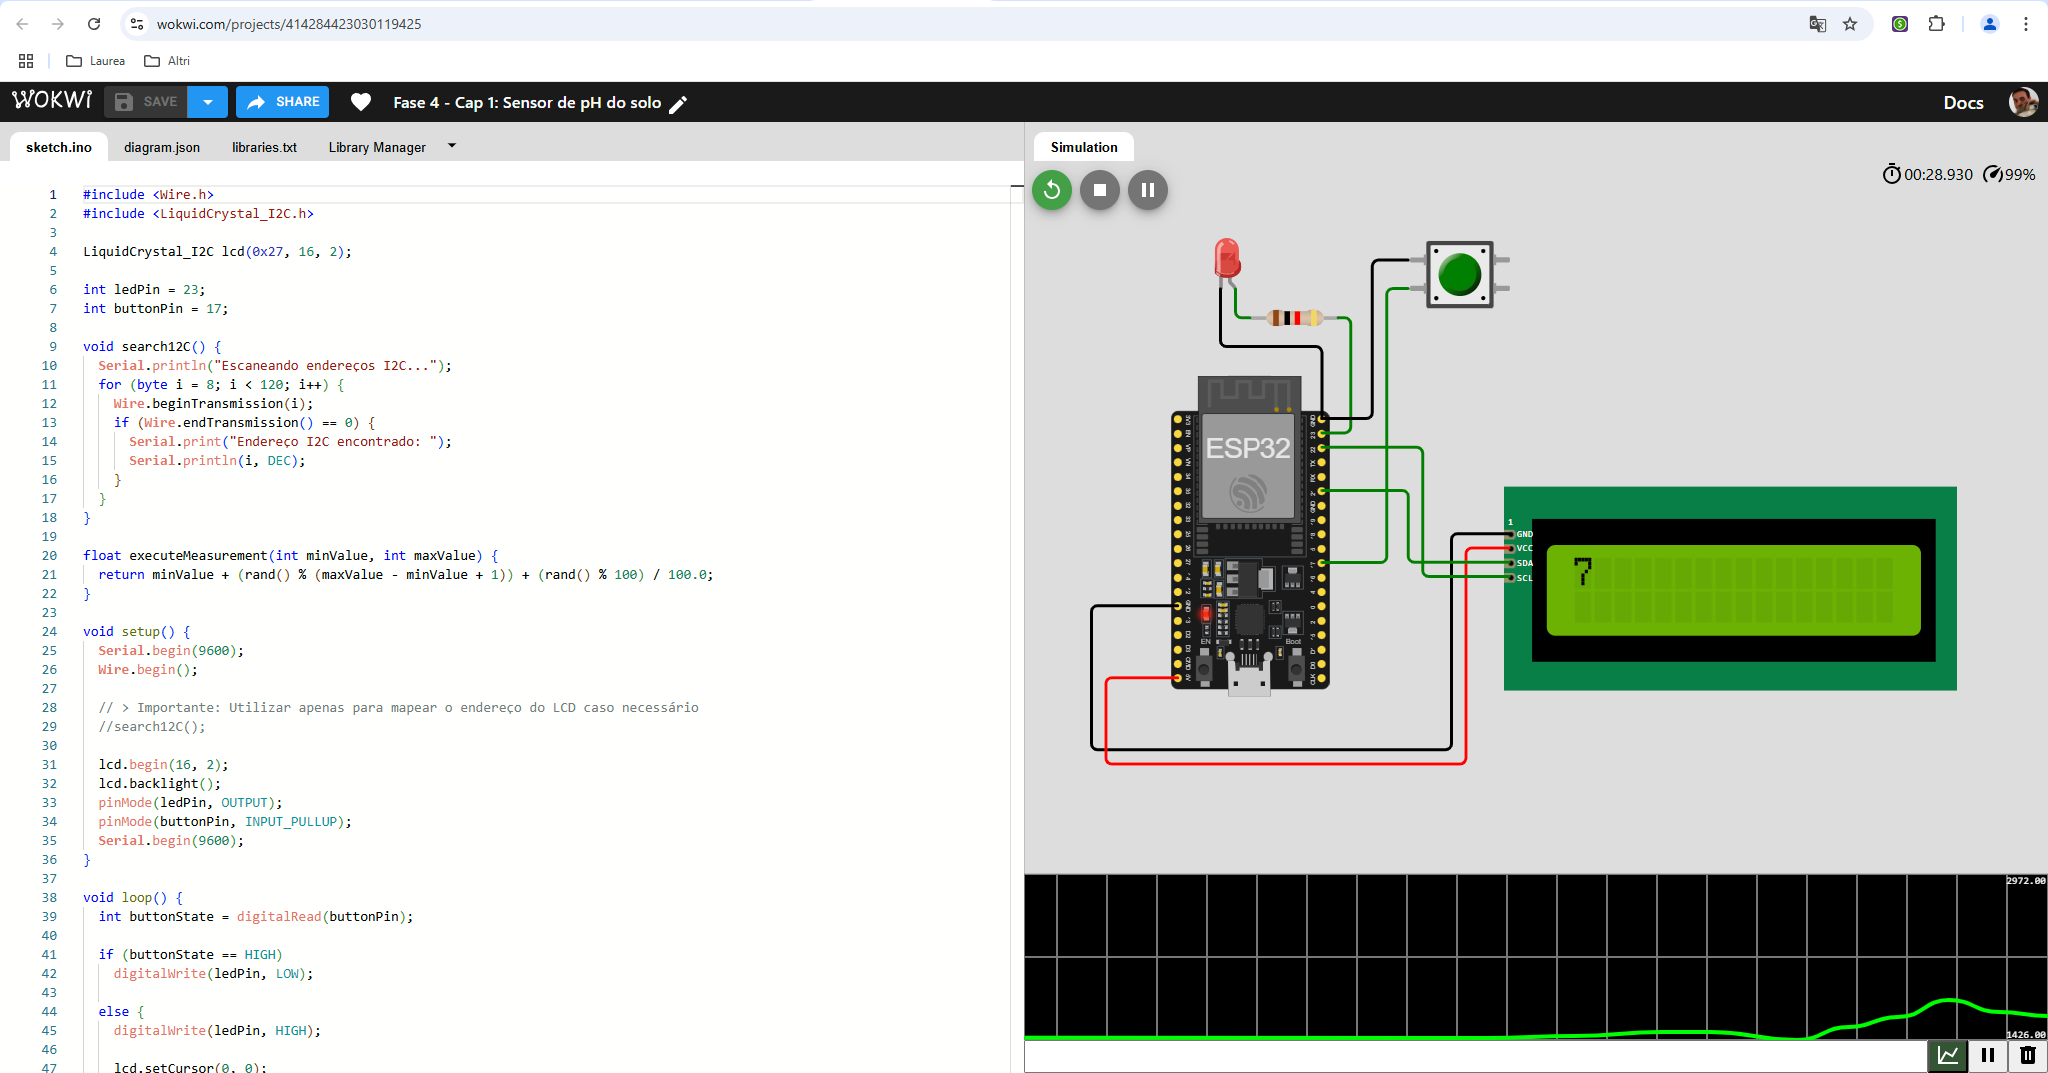 wokwi.com/projects/414284423030119425
Laurea
Altri
WOKWi
SAVE
SHARE
Fase 4 - Cap 1: Sensor de pH do solo
Docs
sketch.ino
diagram.json
libraries.txt
Library Manager
Simulation
00:28.930
99%
1 #include <Wire.h>
2 #include <LiquidCrystal_I2C.h>
3
4 LiquidCrystal_I2C lcd(0x27, 16, 2);
5
6 int ledPin = 23;
7 int buttonPin = 17;
8
9 void search12C() {
10 Serial.println("Escaneando endereços I2C...");
11 for (byte i = 8; i < 120; i++) {
12 Wire.beginTransmission(i);
13 if (Wire.endTransmission() == 0) {
14 Serial.print("Endereço I2C encontrado: ");
15 Serial.println(i, DEC);
16 }
17 }
18 }
19
20 float executeMeasurement(int minValue, int maxValue) {
21 return minValue + (rand() % (maxValue - minValue + 1)) + (rand() % 100) / 100.0;
22 }
23
24 void setup() {
25 Serial.begin(9600);
26 Wire.begin();
27
28 // > Importante: Utilizar apenas para mapear o endereço do LCD caso necessário
29 //search12C();
30
31 lcd.begin(16, 2);
32 lcd.backlight();
33 pinMode(ledPin, OUTPUT);
34 pinMode(buttonPin, INPUT_PULLUP);
35 Serial.begin(9600);
36 }
37
38 void loop() {
39 int buttonState = digitalRead(buttonPin);
40
41 if (buttonState == HIGH)
42 digitalWrite(ledPin, LOW);
43
44 else {
45 digitalWrite(ledPin, HIGH);
46
47 lcd.setCursor(0, 0);
ESP32
EN
Boot
1
GND
VCC
SDA
SCL
7
2972.00
1426.00